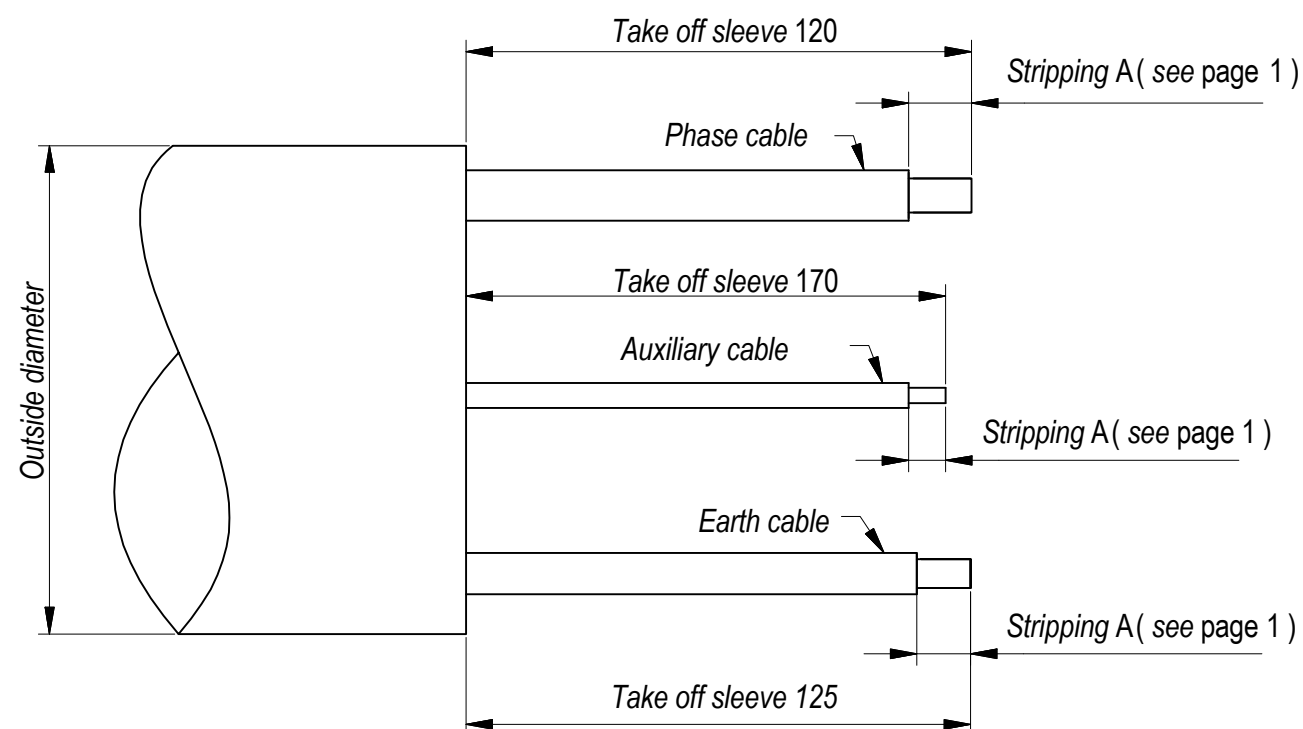 Take off sleeve 120
Stripping A ( see page 1 )
Phase cable
Take off sleeve 170
Auxiliary cable
Outside diameter
Stripping A ( see page 1 )
Earth cable
Stripping A ( see page 1 )
Take off sleeve 125